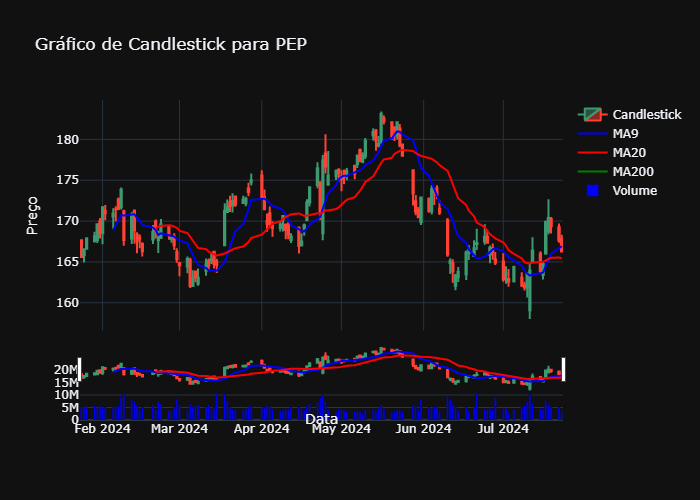 Gráfico de Candlestick para PEP
Candlestick
MA9
MA20
MA200
Volume
Preço
180
175
170
165
160
20M
15M
10M
5M
0
Data
Feb 2024
Mar 2024
Apr 2024
May 2024
Jun 2024
Jul 2024